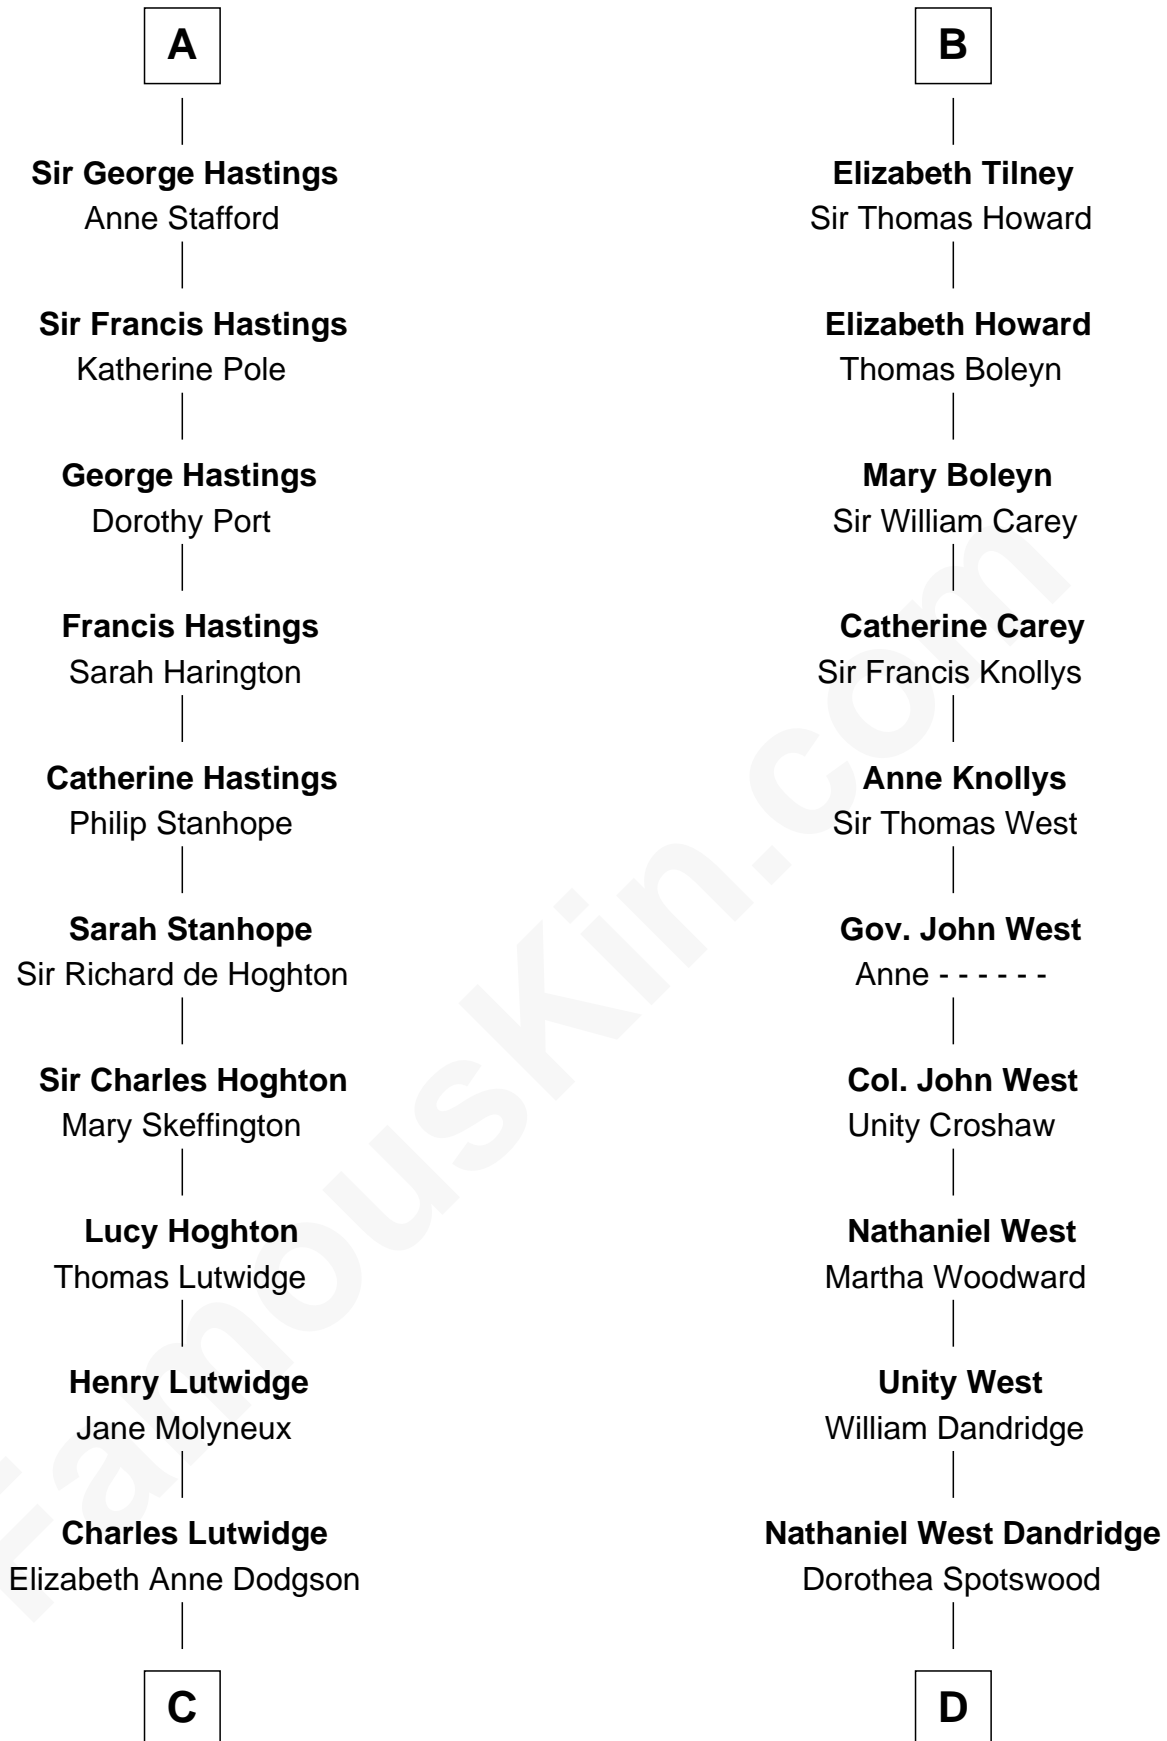 A
Sir George Hastings
Anne Stafford
Sir Francis Hastings
Katherine Pole
George Hastings
Dorothy Port
Francis Hastings
Sarah Harington
Catherine Hastings
Philip Stanhope
Sarah Stanhope
Sir Richard de Hoghton
Sir Charles Hoghton
Mary Skeffington
Lucy Hoghton
Thomas Lutwidge
Henry Lutwidge
Jane Molyneux
Charles Lutwidge
Elizabeth Anne Dodgson
C
B
Elizabeth Tilney
Sir Thomas Howard
Elizabeth Howard
Thomas Boleyn
Mary Boleyn
Sir William Carey
Catherine Carey
Sir Francis Knollys
Anne Knollys
Sir Thomas West
Gov. John West
Anne - - - - - -
Col. John West
Unity Croshaw
Nathaniel West
Martha Woodward
Unity West
William Dandridge
Nathaniel West Dandridge
Dorothea Spotswood
D
FamousKin.com